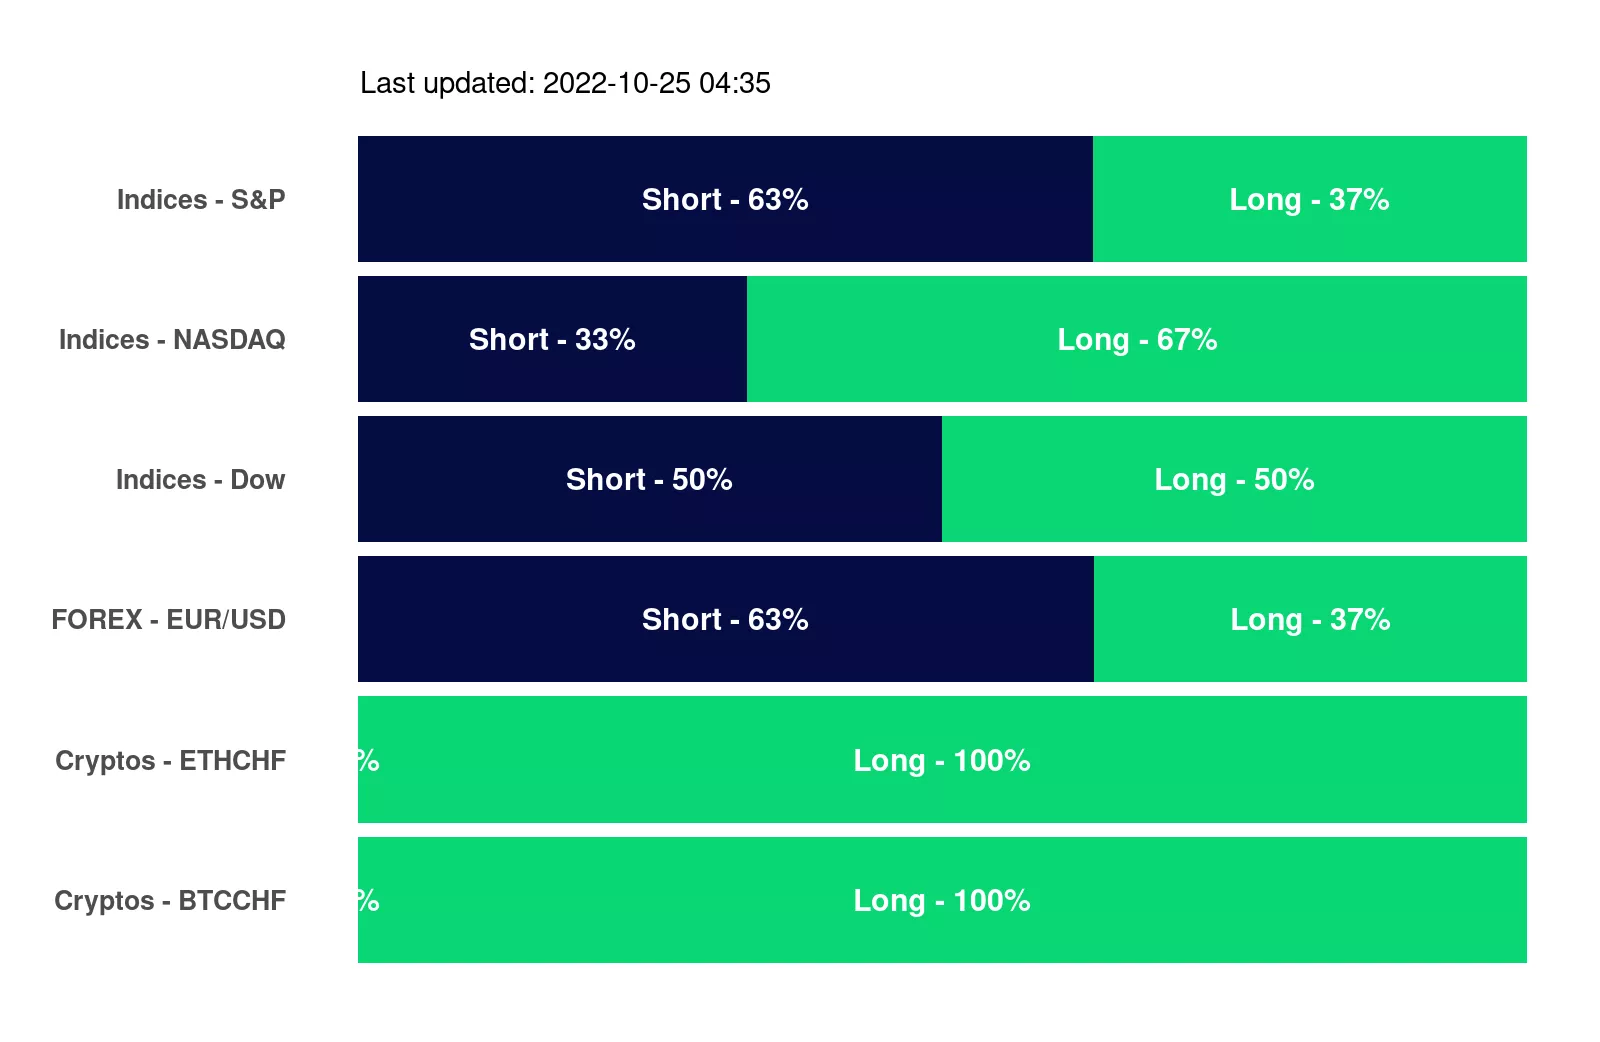 Last updated: 2022-10-25 04:35
Indices - S&P Short - 63% Long - 37%
Indices - NASDAQ Short - 33% Long - 67%
Indices - Dow Short - 50% Long - 50%
FOREX - EUR/USD Short - 63% Long - 37%
Cryptos - ETHCHF % Long - 100%
Cryptos - BTCCHF % Long - 100%